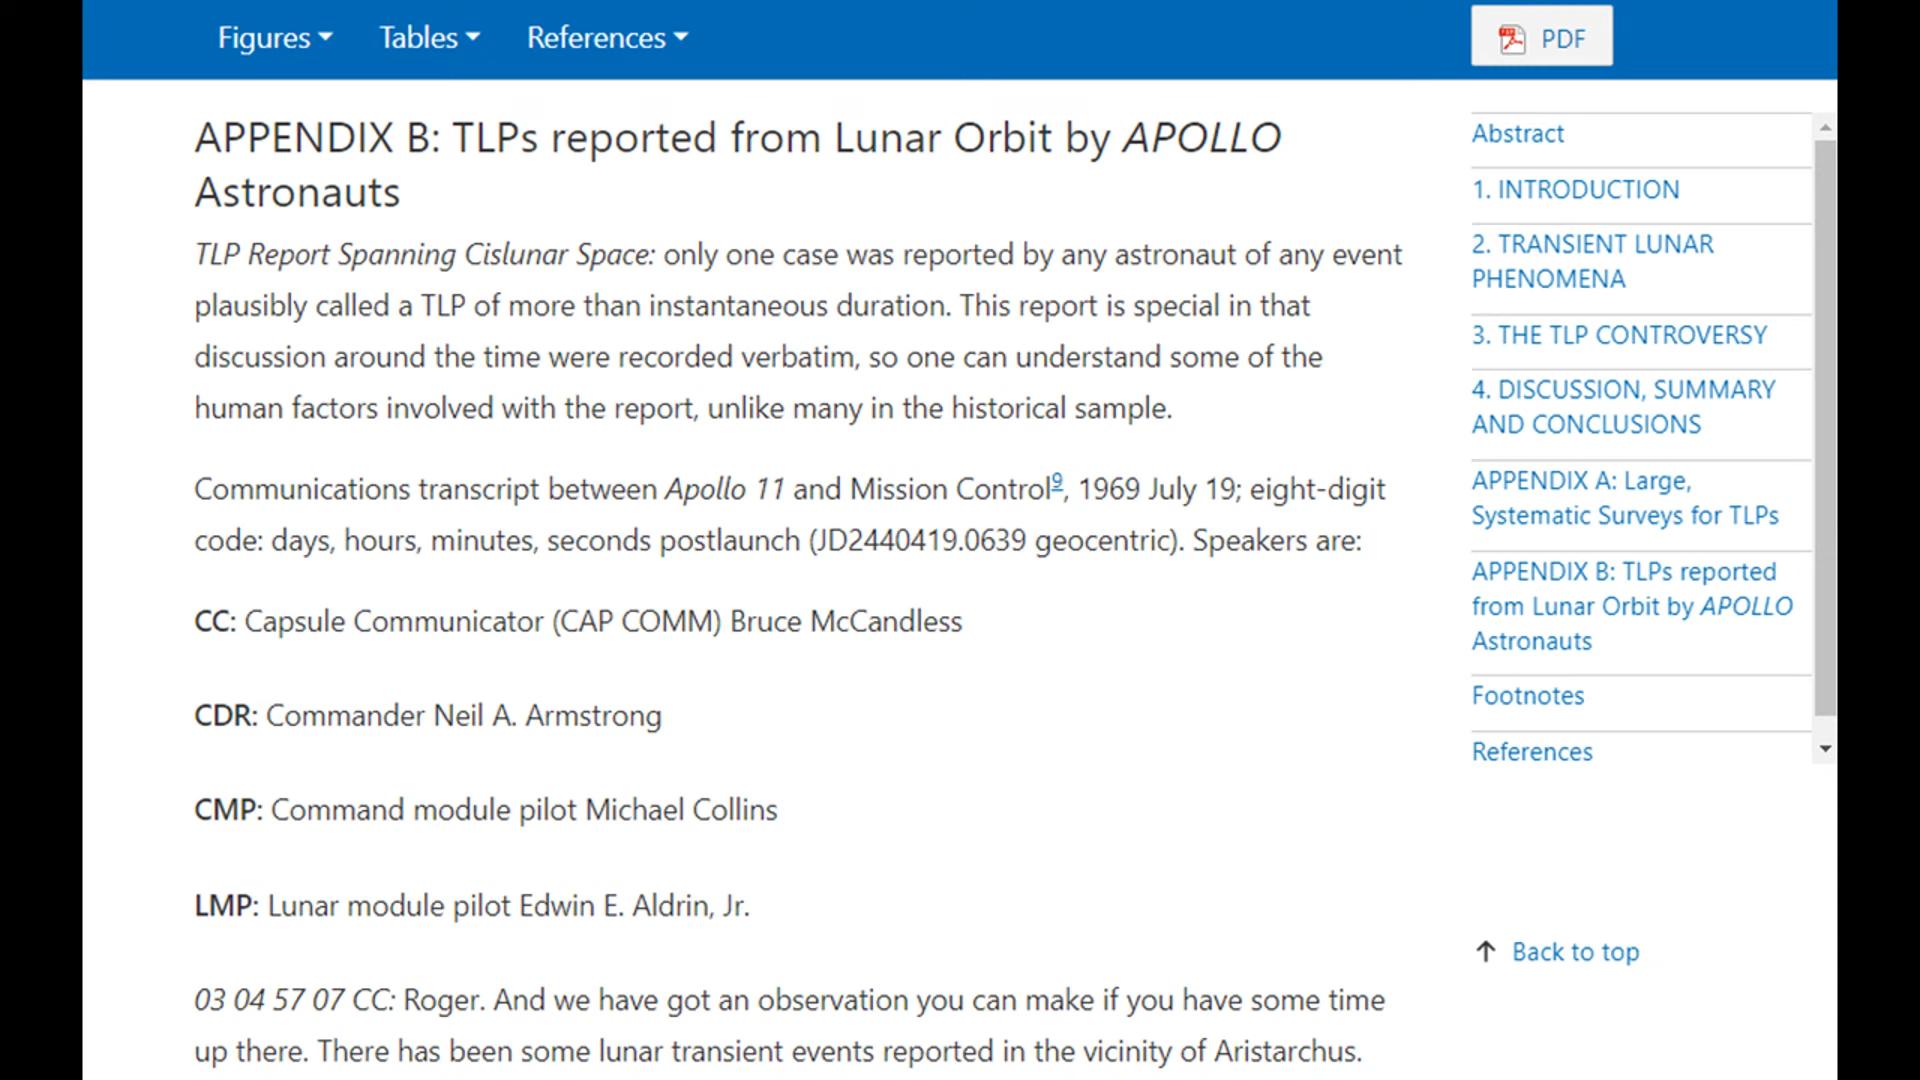 Figures Tables References PDF
APPENDIX B: TLPs reported from Lunar Orbit by APOLLO
Astronauts
TLP Report Spanning Cislunar Space: only one case was reported by any astronaut of any event
plausibly called a TLP of more than instantaneous duration. This report is special in that
discussion around the time were recorded verbatim, so one can understand some of the
human factors involved with the report, unlike many in the historical sample.
Communications transcript between Apollo 11 and Mission Control9, 1969 July 19; eight-digit
code: days, hours, minutes, seconds postlaunch (JD2440419.0639 geocentric). Speakers are:
CC: Capsule Communicator (CAP COMM) Bruce McCandless
CDR: Commander Neil A. Armstrong
CMP: Command module pilot Michael Collins
LMP: Lunar module pilot Edwin E. Aldrin, Jr.
03 04 57 07 CC: Roger. And we have got an observation you can make if you have some time
up there. There has been some lunar transient events reported in the vicinity of Aristarchus.
Abstract
1. INTRODUCTION
2. TRANSIENT LUNAR
PHENOMENA
3. THE TLP CONTROVERSY
4. DISCUSSION, SUMMARY
AND CONCLUSIONS
APPENDIX A: Large,
Systematic Surveys for TLPs
APPENDIX B: TLPs reported
from Lunar Orbit by APOLLO
Astronauts
Footnotes
References
Back to top